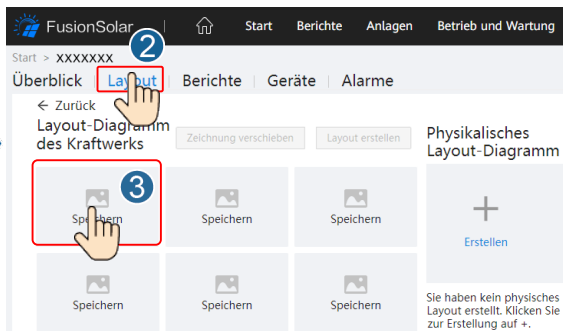 FusionSolar Start Berichte Anlagen Betrieb und Wartung
Start > XXXXXXX
2
Überblick Layout Berichte Geräte Alarme
← Zurück
Layout-Diagramm
des Kraftwerks
Zeichnung verschieben Layout erstellen
Physikalisches
Layout-Diagramm
3
Speichern Speichern Speichern
Erstellen
Speichern Speichern Speichern
Sie haben kein physisches
Layout erstellt. Klicken Sie
zur Erstellung auf +.